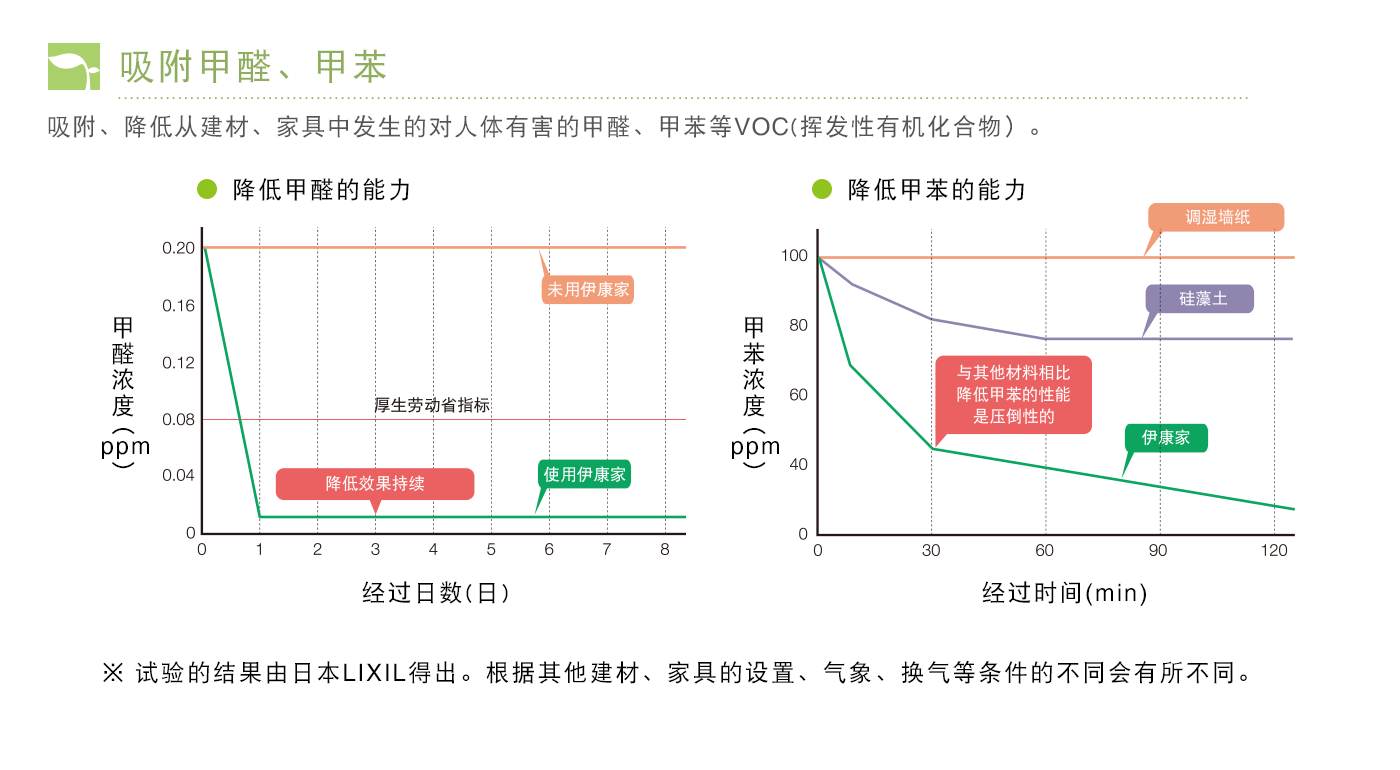 吸附甲醛、甲苯
吸附、降低从建材、家具中发生的对人体有害的甲醛、甲苯等VOC(挥发性有机化合物）。
降低甲醛的能力
0.20
0.16
0.12
0.08
0.04
0
甲醛浓度(ppm)
未用伊康家
厚生劳动省指标
降低效果持续
使用伊康家
0 1 2 3 4 5 6 7 8
经过日数(日)
降低甲苯的能力
100
80
60
40
0
甲苯浓度(ppm)
调湿墙纸
硅藻土
与其他材料相比
降低甲苯的性能
是压倒性的
伊康家
0 30 60 90 120
经过时间(min)
※ 试验的结果由日本LIXIL得出。根据其他建材、家具的设置、气象、换气等条件的不同会有所不同。